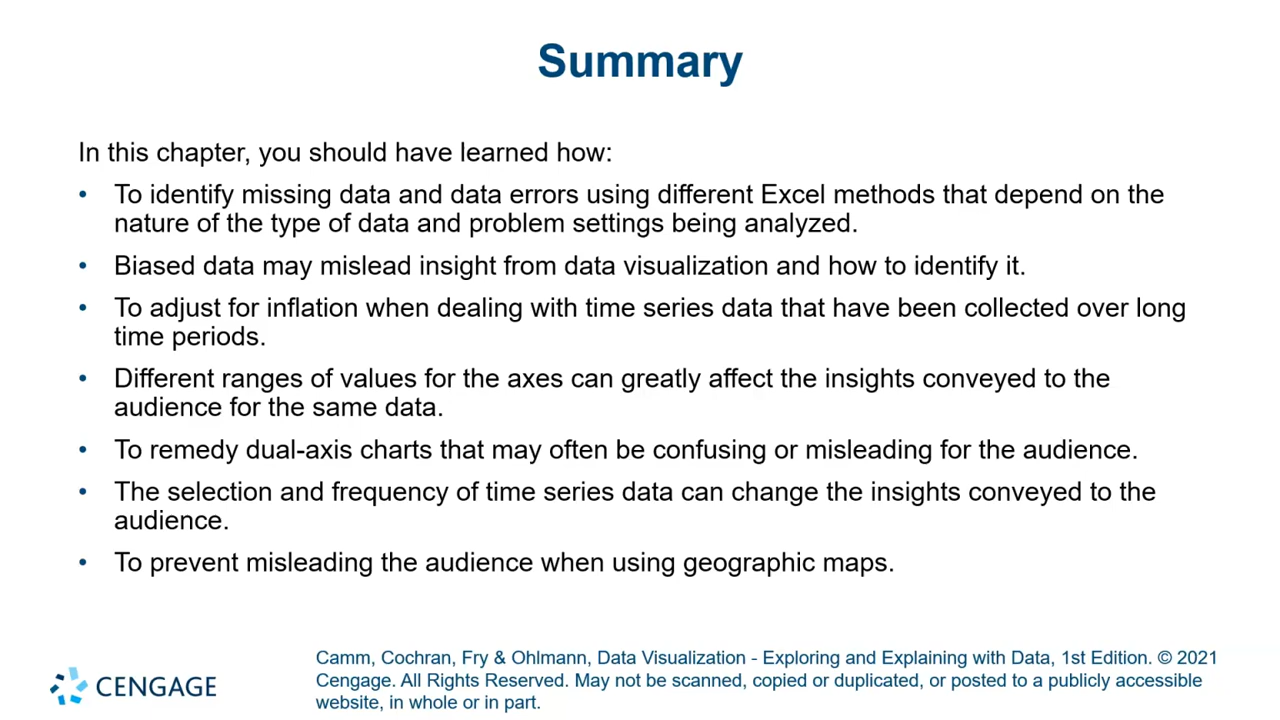 Summary
In this chapter, you should have learned how:
• To identify missing data and data errors using different Excel methods that depend on the
nature of the type of data and problem settings being analyzed.
• Biased data may mislead insight from data visualization and how to identify it.
• To adjust for inflation when dealing with time series data that have been collected over long
time periods.
• Different ranges of values for the axes can greatly affect the insights conveyed to the
audience for the same data.
• To remedy dual-axis charts that may often be confusing or misleading for the audience.
• The selection and frequency of time series data can change the insights conveyed to the
audience.
• To prevent misleading the audience when using geographic maps.
CENGAGE
Camm, Cochran, Fry & Ohlmann, Data Visualization - Exploring and Explaining with Data, 1st Edition. © 2021
Cengage. All Rights Reserved. May not be scanned, copied or duplicated, or posted to a publicly accessible
website, in whole or in part.